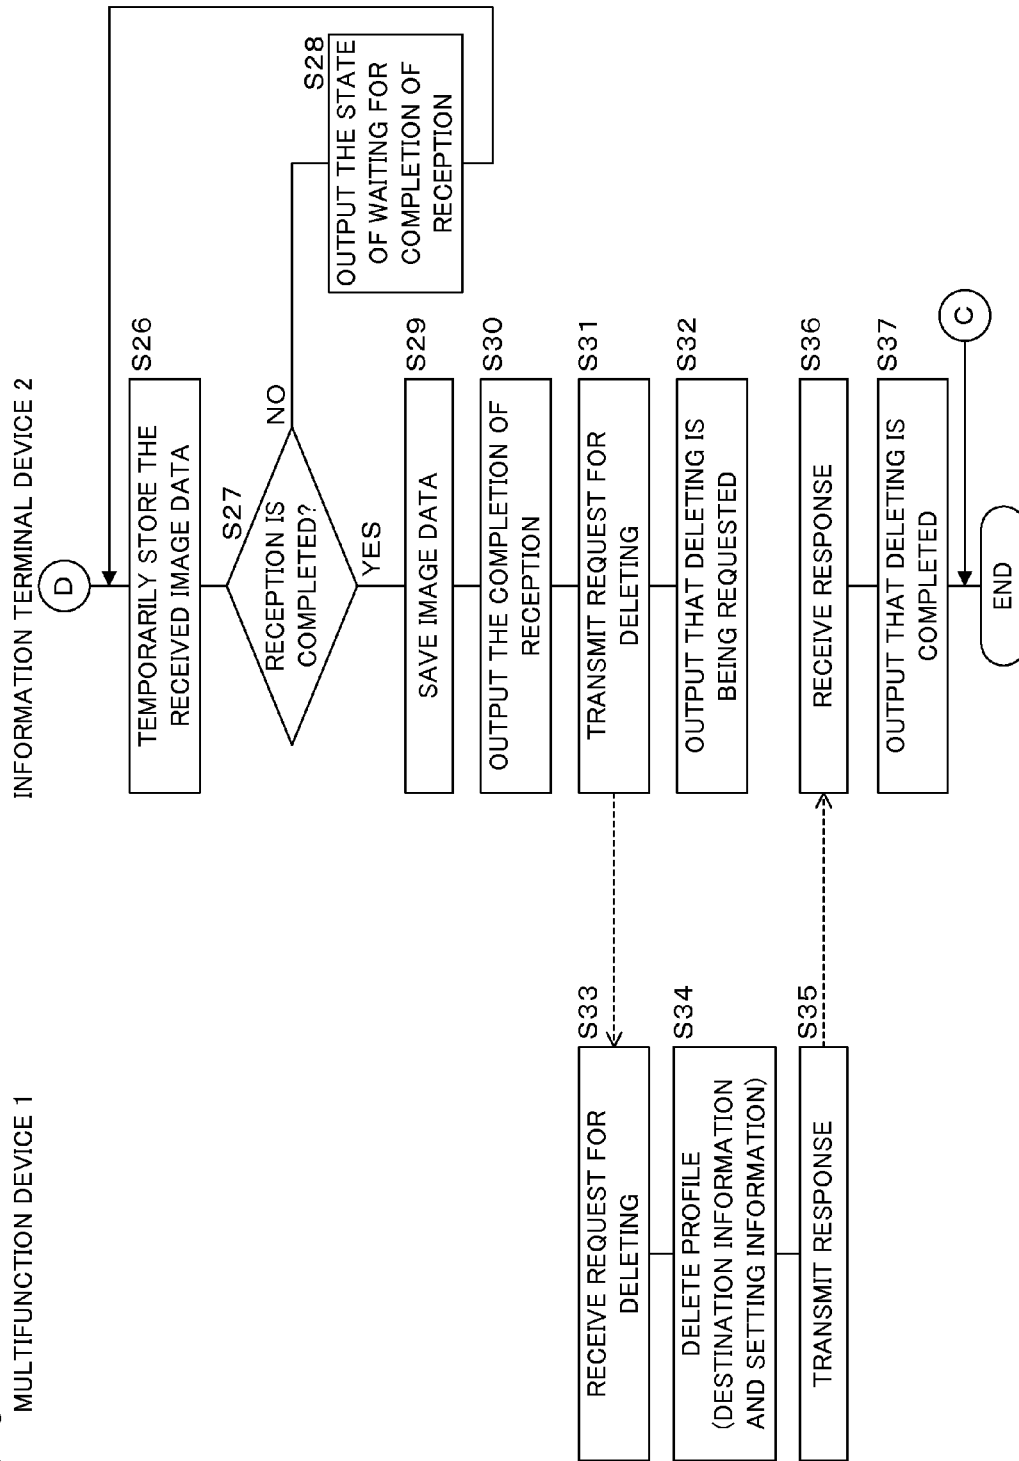 MULTIFUNCTION DEVICE 1
INFORMATION TERMINAL DEVICE 2
D
S26
TEMPORARILY STORE THE
RECEIVED IMAGE DATA
S27
RECEPTION IS
COMPLETED?
NO
YES
S28
OUTPUT THE STATE
OF WAITING FOR
COMPLETION OF
RECEPTION
S29
SAVE IMAGE DATA
S30
OUTPUT THE COMPLETION OF
RECEPTION
S31
TRANSMIT REQUEST FOR
DELETING
S32
OUTPUT THAT DELETING IS
BEING REQUESTED
S33
RECEIVE REQUEST FOR
DELETING
S34
DELETE PROFILE
(DESTINATION INFORMATION
AND SETTING INFORMATION)
S35
TRANSMIT RESPONSE
S36
RECEIVE RESPONSE
S37
OUTPUT THAT DELETING IS
COMPLETED
C
END